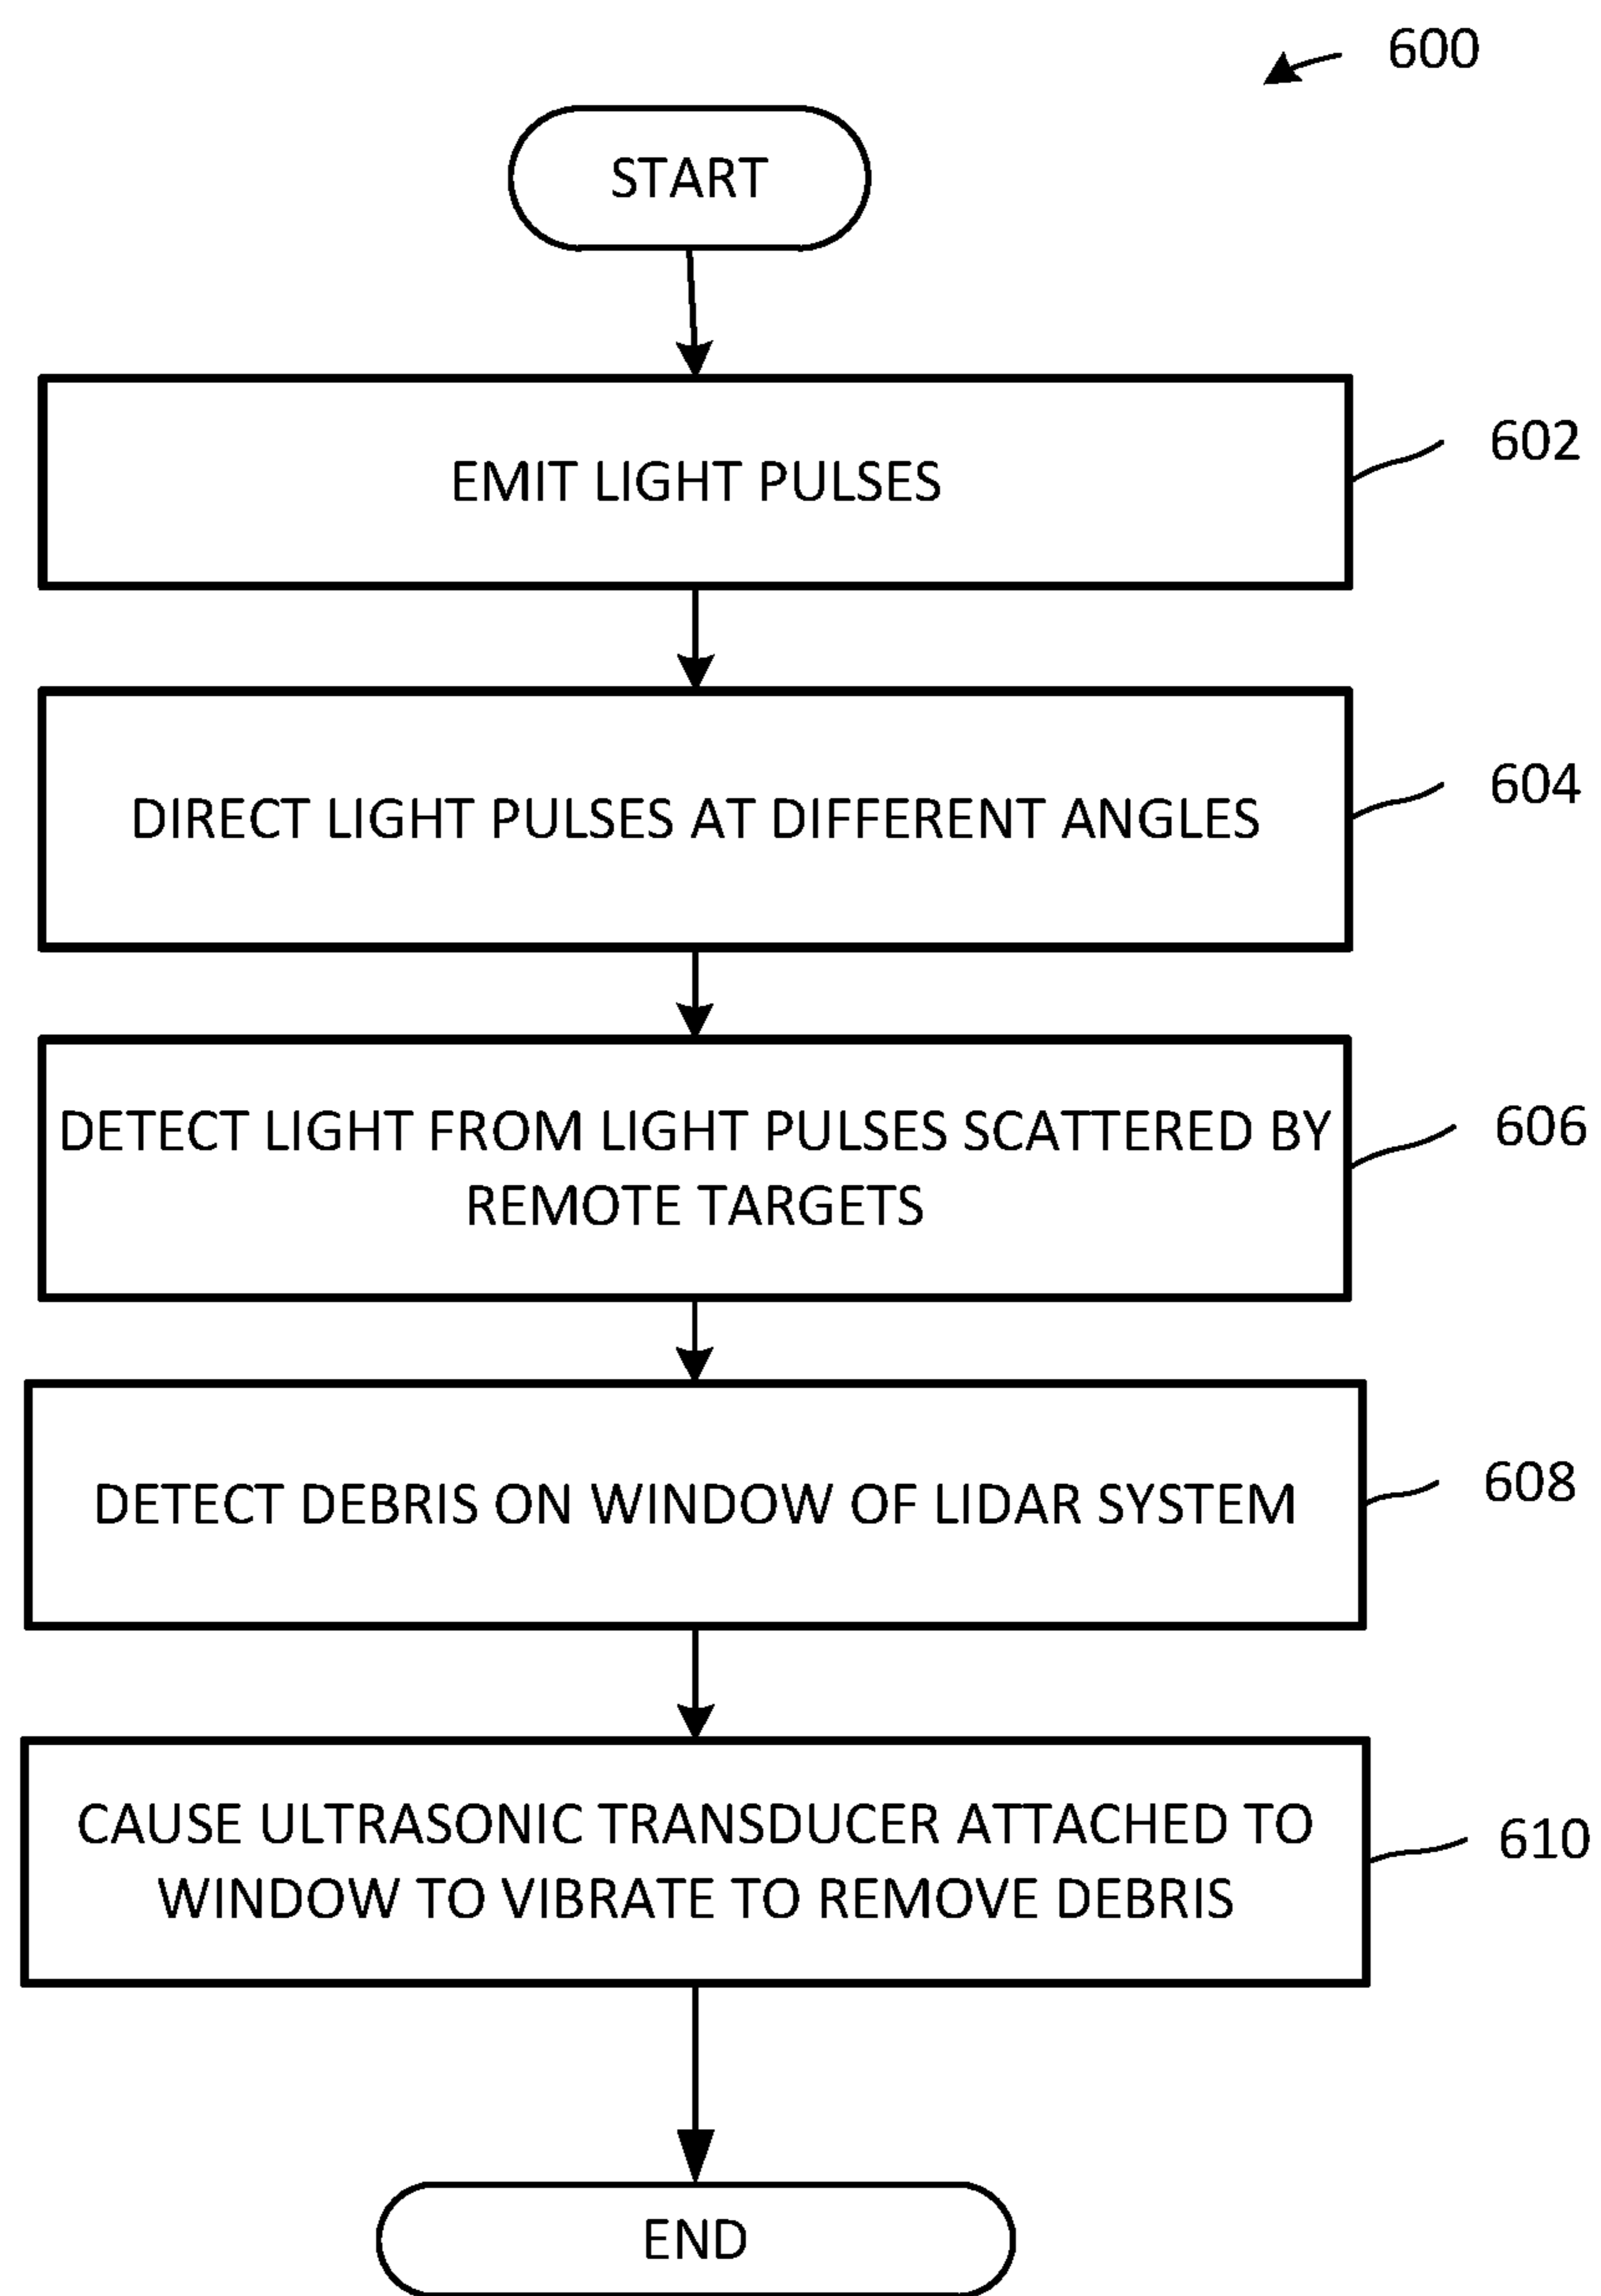 600
START
EMIT LIGHT PULSES
602
DIRECT LIGHT PULSES AT DIFFERENT ANGLES
604
DETECT LIGHT FROM LIGHT PULSES SCATTERED BY
REMOTE TARGETS
606
DETECT DEBRIS ON WINDOW OF LIDAR SYSTEM
608
CAUSE ULTRASONIC TRANSDUCER ATTACHED TO
WINDOW TO VIBRATE TO REMOVE DEBRIS
610
END